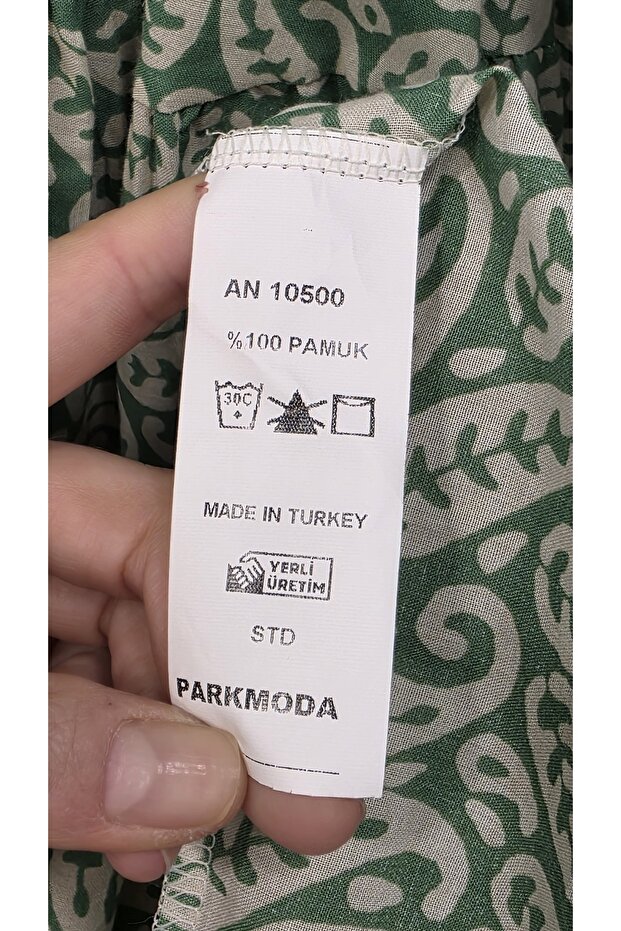 AN 10500
%100 PAMUK
30C
MADE IN TURKEY
YERLİ
ÜRETİM
STD
PARKMODA